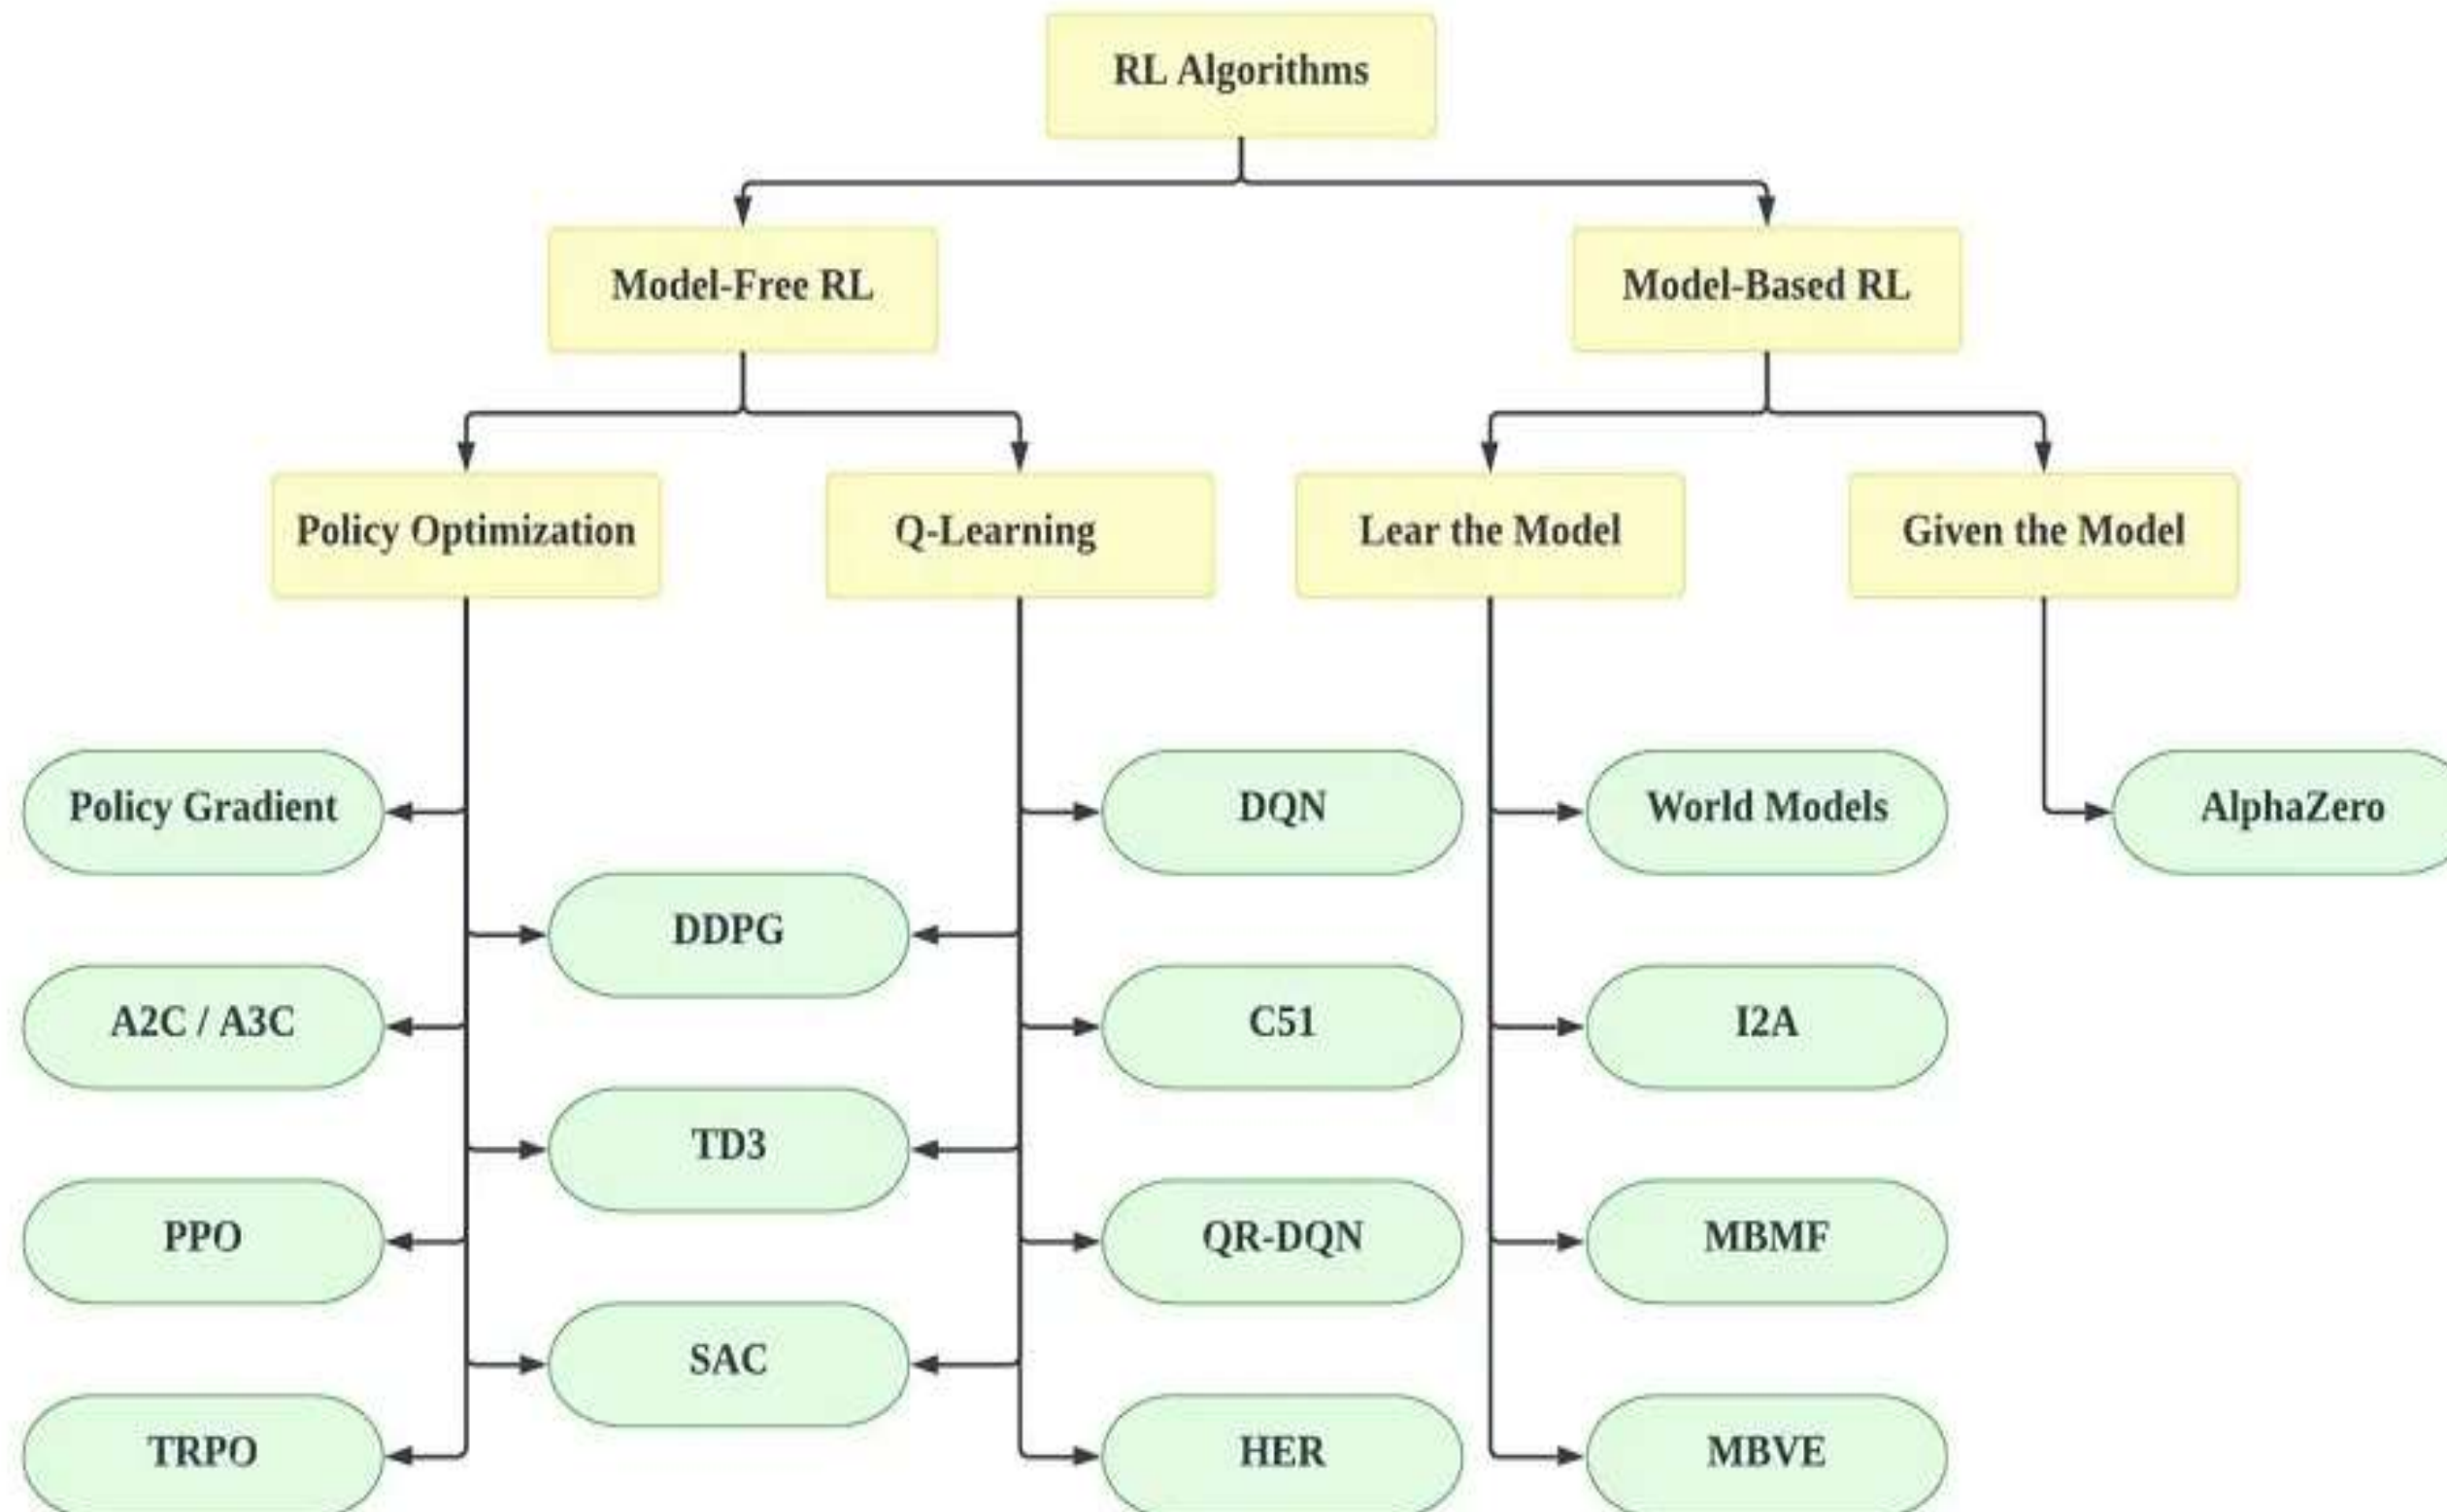 RL Algorithms
Model-Free RL
Model-Based RL
Policy Optimization
Q-Learning
Lear the Model
Given the Model
Policy Gradient
DQN
World Models
AlphaZero
DDPG
A2C / A3C
C51
I2A
TD3
PPO
QR-DQN
MBMF
SAC
TRPO
HER
MBVE